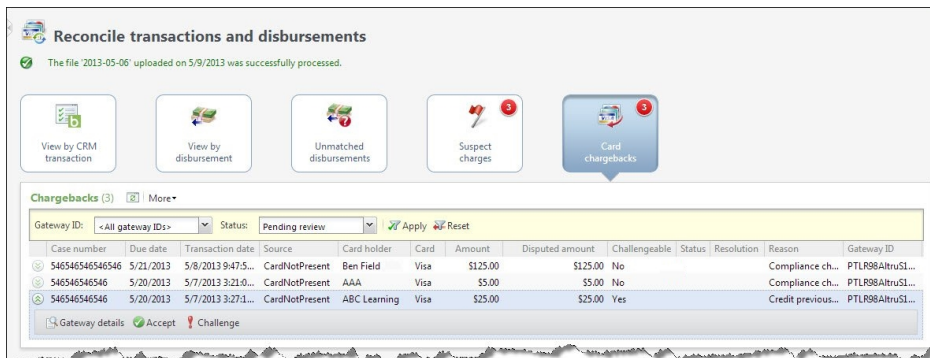 Reconcile transactions and disbursements
The file '2013-05-06' uploaded on 5/9/2013 was successfully processed.
3 3
View by CRM transaction View by disbursement Unmatched disbursements Suspect charges Card chargebacks
Chargebacks (3) More
Gateway ID: <All gateway IDs> Status: Pending review Apply Reset
Case number Due date Transaction date Source Card holder Card Amount Disputed amount Challengeable Status Resolution Reason Gateway ID
546546546546546 5/21/2013 5/8/2013 9:47:5... CardNotPresent Ben Field Visa $125.00 $125.00 No Compliance ch... PTLR98AltruS1...
546546546546 5/20/2013 5/7/2013 3:21:0... CardNotPresent AAA Visa $5.00 $5.00 No Compliance ch... PTLR98AltruS1...
546546546546 5/20/2013 5/7/2013 3:27:1... CardNotPresent ABC Learning Visa $25.00 $25.00 Yes Credit previous... PTLR98AltruS1...
Gateway details Accept Challenge